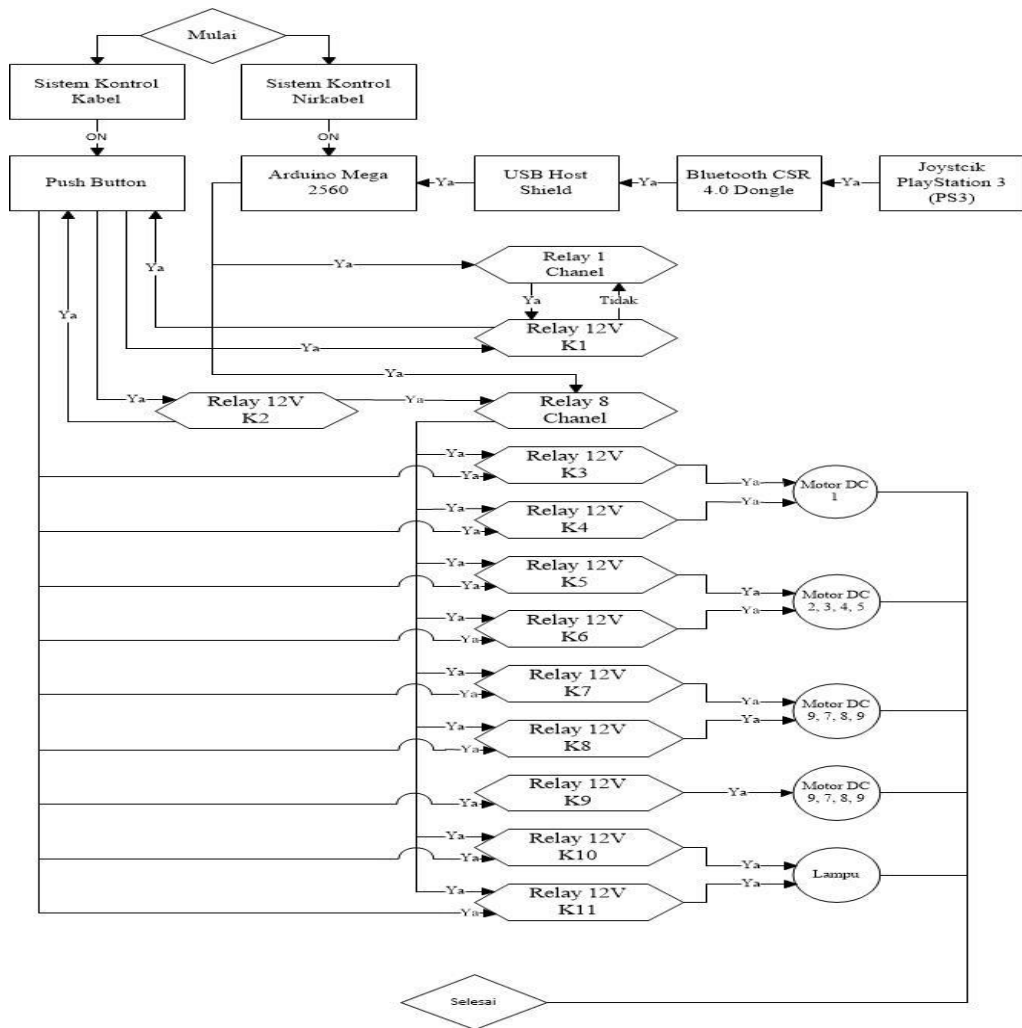 Mulai
Sistem Kontrol
Kabel
Sistem Kontrol
Nirkabel
ON
ON
Push Button
Arduino Mega
2560
Ya
USB Host
Shield
Ya
Bluetooth CSR
4.0 Dongle
Ya
Joystcik
PlayStation 3
(PS3)
Ya
Relay 1
Chanel
Ya
Ya
Tidak
Ya
Relay 12V
K1
Ya
Ya
Ya
Relay 12V
K2
Ya
Relay 8
Chanel
Ya
Relay 12V
K3
Ya
Ya
Motor DC
1
Ya
Relay 12V
K4
Ya
Ya
Ya
Relay 12V
K5
Ya
Ya
Motor DC
2, 3, 4, 5
Ya
Relay 12V
K6
Ya
Ya
Ya
Relay 12V
K7
Ya
Ya
Motor DC
9, 7, 8, 9
Ya
Relay 12V
K8
Ya
Ya
Relay 12V
K9
Ya
Ya
Motor DC
9, 7, 8, 9
Ya
Relay 12V
K10
Ya
Ya
Lampu
Ya
Relay 12V
K11
Ya
Ya
Selesai